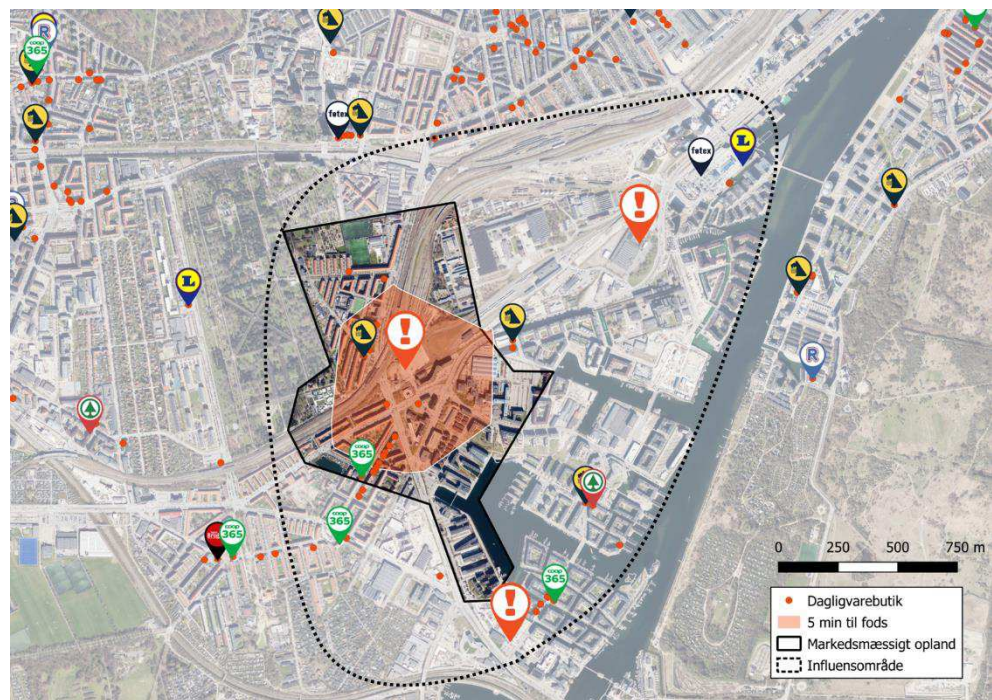 R
coop
365
føtex
føtex
L
!
L
!
R
coop
365
coop
365
coop
365
coop
365
!
0 250 500 750 m
Dagligvarebutik
5 min til fods
Markedsmæssigt opland
Influensområde